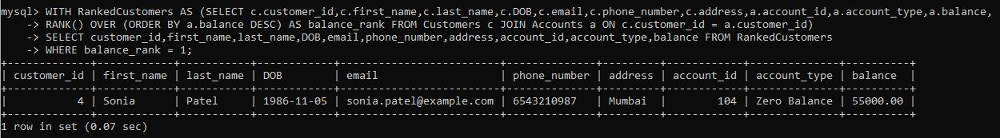 mysql> WITH RankedCustomers AS (SELECT c.customer_id,c.first_name,c.last_name,c.DOB,c.email,c.phone_number,c.address,a.account_id,a.account_type,a.balance,
    -> RANK() OVER (ORDER BY a.balance DESC) AS balance_rank FROM Customers c JOIN Accounts a ON c.customer_id = a.customer_id)
    -> SELECT customer_id,first_name,last_name,DOB,email,phone_number,address,account_id,account_type,balance FROM RankedCustomers
    -> WHERE balance_rank = 1;
+-------------+------------+-----------+------------+-------------------------+--------------+---------+------------+--------------+----------+
| customer_id | first_name | last_name | DOB        | email                   | phone_number | address | account_id | account_type | balance  |
+-------------+------------+-----------+------------+-------------------------+--------------+---------+------------+--------------+----------+
|           4 | Sonia      | Patel     | 1986-11-05 | sonia.patel@example.com | 6543210987   | Mumbai  |        104 | Zero Balance | 55000.00 |
+-------------+------------+-----------+------------+-------------------------+--------------+---------+------------+--------------+----------+
1 row in set (0.07 sec)